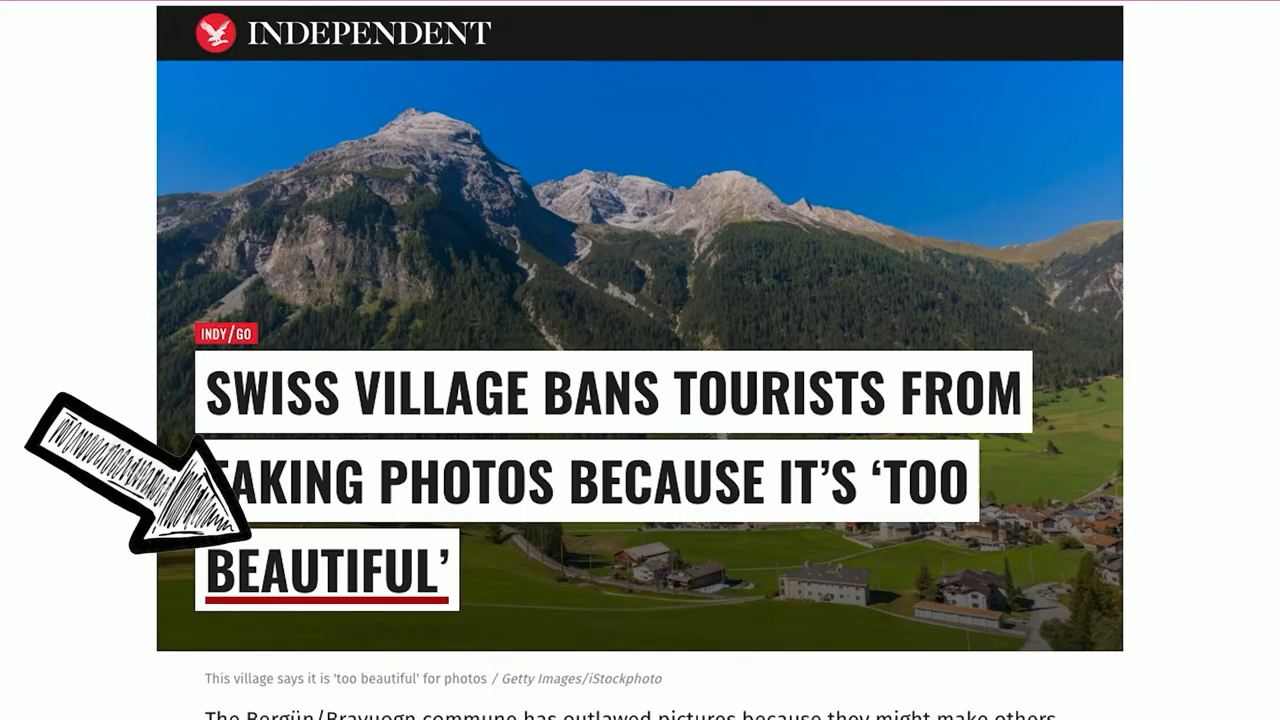 INDEPENDENT
INDY/GO
SWISS VILLAGE BANS TOURISTS FROM
TAKING PHOTOS BECAUSE IT'S ‘TOO
BEAUTIFUL’
This village says it is 'too beautiful' for photos / Getty Images/iStockphoto
The Bergün/Bravuogn commune has outlawed pictures because they might make others